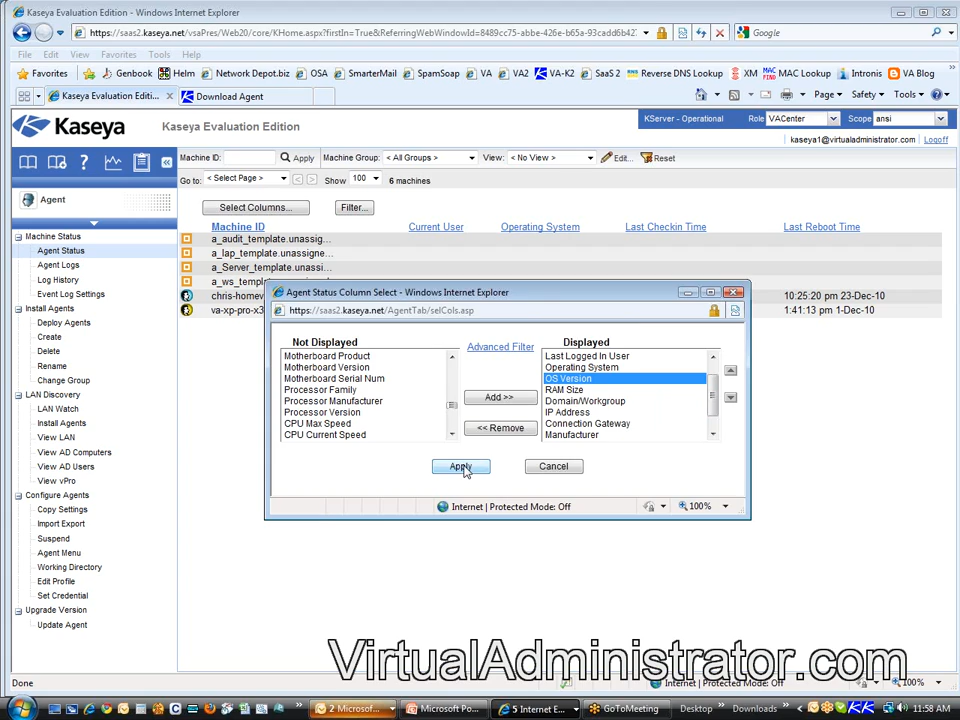 Kaseya Evaluation Edition - Windows Internet Explorer
https://saas2.kaseya.net/vsaPres/Web20/core/KHome.aspx?firstIn=True&ReferringWebWindowId=8489cc75-abbe-426e-b65a-93cadd6b427
Google
File Edit View Favorites Tools Help
Favorites Genbook Helm Network Depot.biz OSA SmarterMail SpamSoap VA VA2 VA-K2 SaaS 2 Reverse DNS Lookup XM MAC Lookup Intronis VA Blog
Kaseya Evaluation Editi... Download Agent
Page Safety Tools
Kaseya Kaseya Evaluation Edition
KServer - Operational Role VACenter Scope ansi
kaseya1@virtualadministrator.com Logoff
Machine ID: Apply Machine Group: < All Groups > View: < No View > Edit... Reset
Go to: < Select Page > Show 100 6 machines
Agent
Select Columns... Filter...
Machine ID Current User Operating System Last Checkin Time Last Reboot Time
a_audit_template.unassig...
a_lap_template.unassigne...
a_Server_template.unassi...
a_ws_temp
chris-homev 10:25:20 pm 23-Dec-10
va-xp-pro-x3 1:41:13 pm 1-Dec-10
Machine Status
Agent Status
Agent Logs
Log History
Event Log Settings
Install Agents
Deploy Agents
Create
Delete
Rename
Change Group
LAN Discovery
LAN Watch
Install Agents
View LAN
View AD Computers
View AD Users
View vPro
Configure Agents
Copy Settings
Import Export
Suspend
Agent Menu
Working Directory
Edit Profile
Set Credential
Upgrade Version
Update Agent
Agent Status Column Select - Windows Internet Explorer
https://saas2.kaseya.net/AgentTab/selCols.asp
Not Displayed
Motherboard Product
Motherboard Version
Motherboard Serial Num
Processor Family
Processor Manufacturer
Processor Version
CPU Max Speed
CPU Current Speed
Advanced Filter
Add >>
<< Remove
Displayed
Last Logged In User
Operating System
OS Version
RAM Size
Domain/Workgroup
IP Address
Connection Gateway
Manufacturer
Apply Cancel
Internet | Protected Mode: Off 100%
VirtualAdministrator.com
Done Internet | Protected Mode: Off 100%
2 Microsof... Microsoft Po... 5 Internet E... GoToMeeting Desktop Downloads 11:58 AM